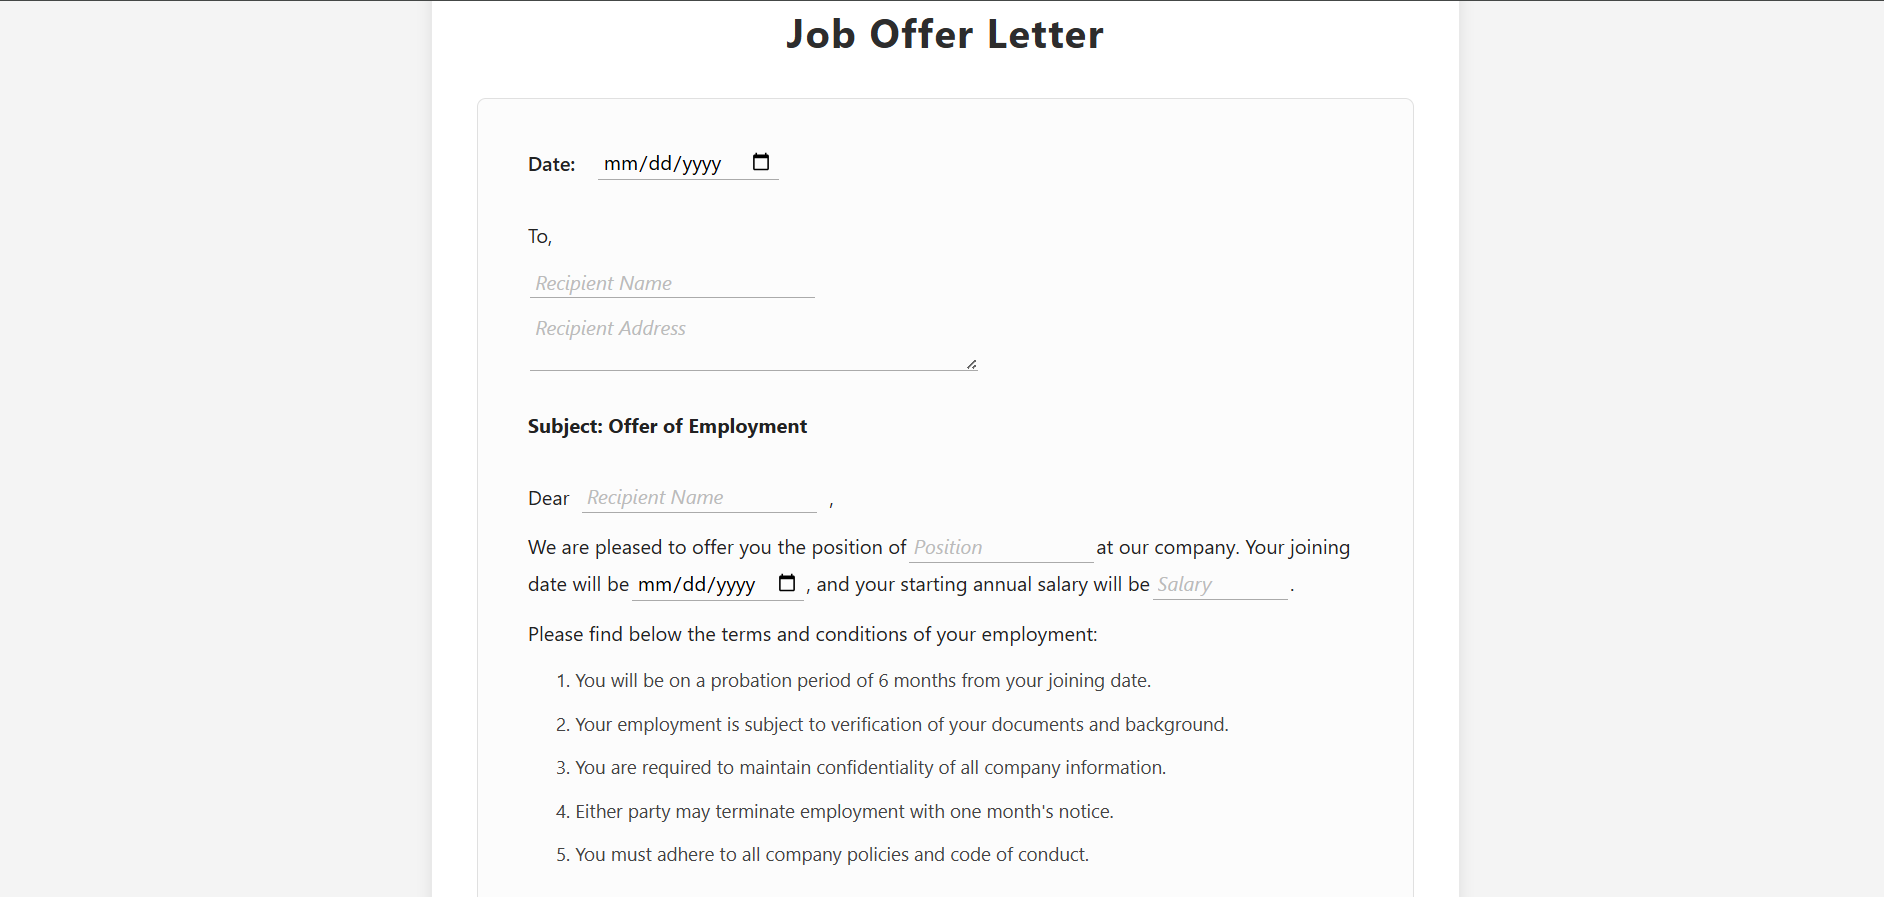 Job Offer Letter
Date: mm/dd/yyyy
To,
Recipient Name
Recipient Address
Subject: Offer of Employment
Dear Recipient Name ,
We are pleased to offer you the position of Position at our company. Your joining
date will be mm/dd/yyyy , and your starting annual salary will be Salary .
Please find below the terms and conditions of your employment:
1. You will be on a probation period of 6 months from your joining date.
2. Your employment is subject to verification of your documents and background.
3. You are required to maintain confidentiality of all company information.
4. Either party may terminate employment with one month's notice.
5. You must adhere to all company policies and code of conduct.